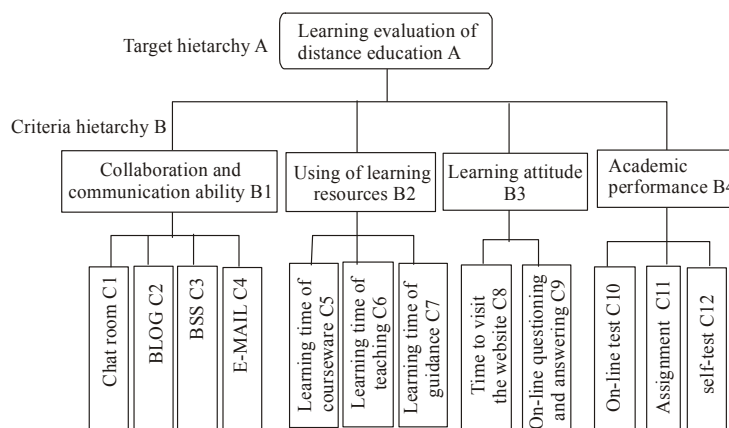 Target hietarchy A
Learning evaluation of
distance education A
Criteria hietarchy B
Collaboration and
communication ability B1
Using of learning
resources B2
Learning attitude
B3
Academic
performance B4
Chat room C1
BLOG C2
BSS C3
E-MAIL C4
Learning time of
courseware C5
Learning time of
teaching C6
Learning time of
guidance C7
Time to visit
the website C8
On-line questioning
and answering C9
On-line test C10
Assignment C11
self-test C12